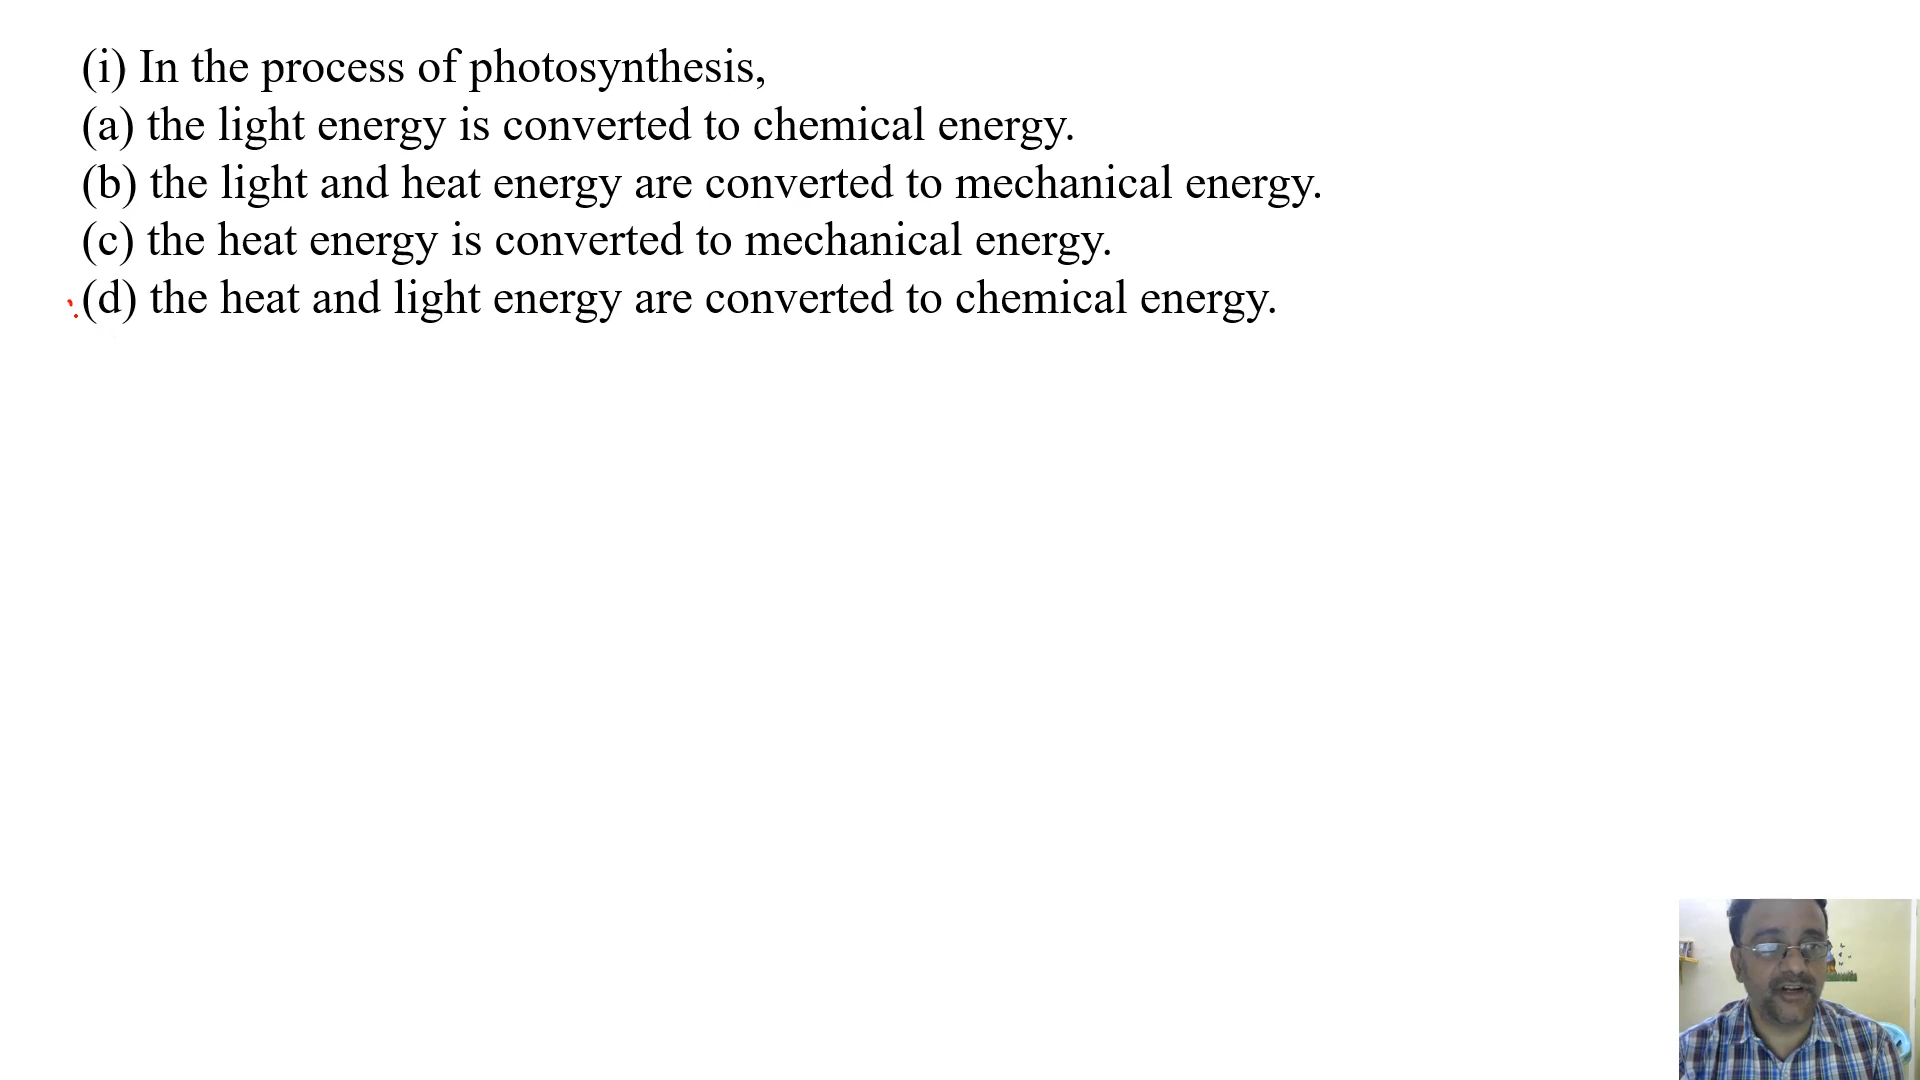 (i) In the process of photosynthesis,
(a) the light energy is converted to chemical energy.
(b) the light and heat energy are converted to mechanical energy.
(c) the heat energy is converted to mechanical energy.
(d) the heat and light energy are converted to chemical energy.